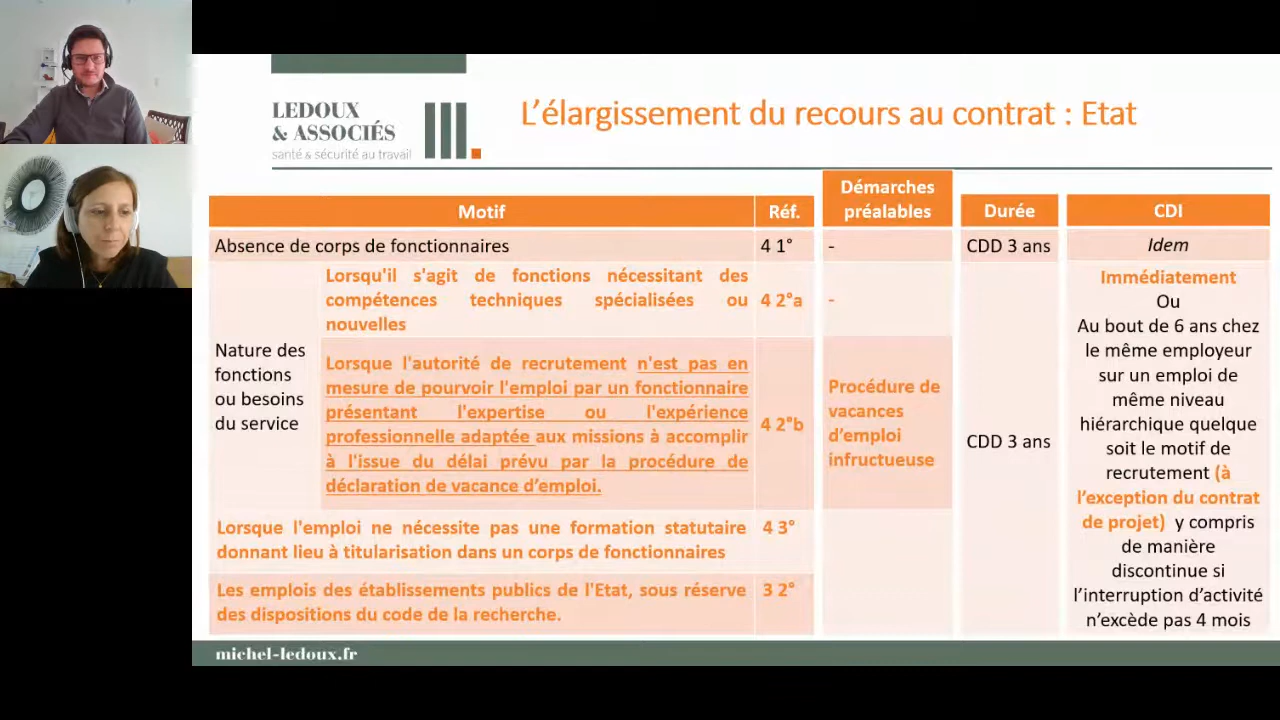 LEDOUX
& ASSOCIÉS
santé & sécurité au travail
L'élargissement du recours au contrat : Etat
Motif
Réf.
Démarches
préalables
Durée
CDI
Absence de corps de fonctionnaires
4 1°
-
CDD 3 ans
Idem
Nature des
fonctions
ou besoins
du service
Lorsqu'il s'agit de fonctions nécessitant des
compétences techniques spécialisées ou
nouvelles
4 2°a
-
Lorsque l'autorité de recrutement n'est pas en
mesure de pourvoir l'emploi par un fonctionnaire
présentant l'expertise ou l'expérience
professionnelle adaptée aux missions à accomplir
à l'issue du délai prévu par la procédure de
déclaration de vacance d'emploi.
4 2°b
Procédure de
vacances
d'emploi
infructueuse
CDD 3 ans
Immédiatement
Ou
Au bout de 6 ans chez
le même employeur
sur un emploi de
même niveau
hiérarchique quelque
soit le motif de
recrutement (à
l'exception du contrat
de projet) y compris
de manière
discontinue si
l'interruption d'activité
n'excède pas 4 mois
Lorsque l'emploi ne nécessite pas une formation statutaire
donnant lieu à titularisation dans un corps de fonctionnaires
4 3°
Les emplois des établissements publics de l'Etat, sous réserve
des dispositions du code de la recherche.
3 2°
michel-ledoux.fr